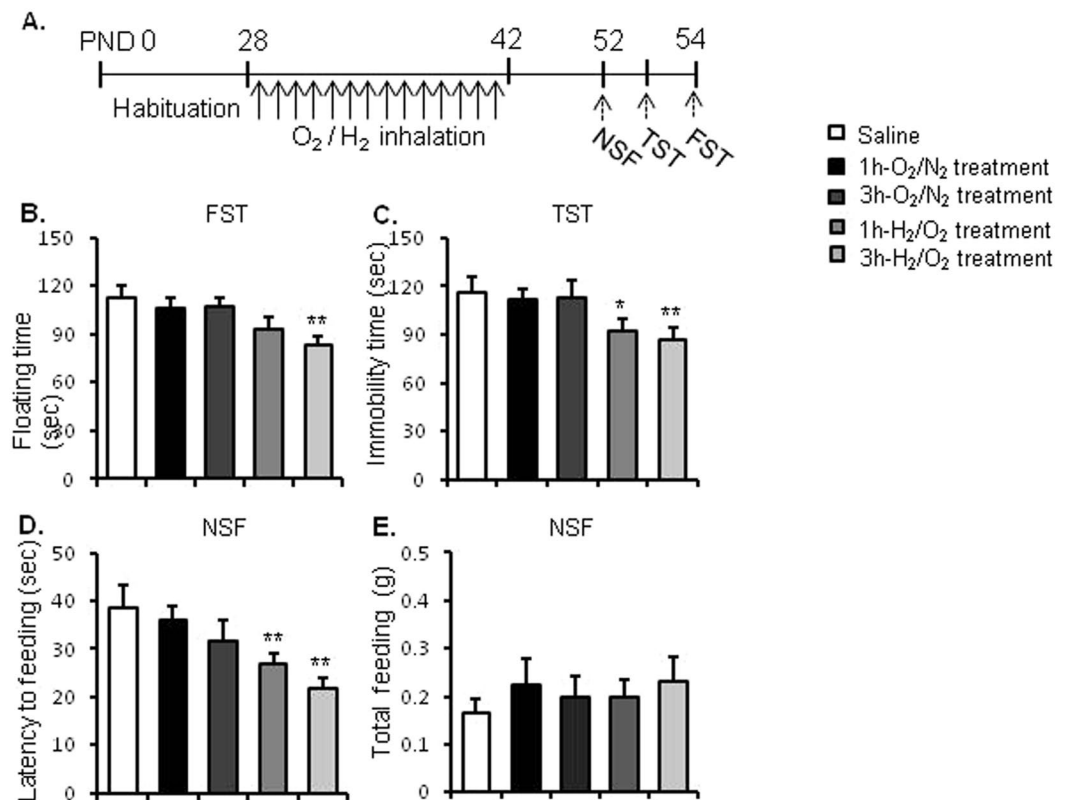 A.
PND 0 28 42 52 54
Habituation
O2 / H2 inhalation
NSF TST FST
Saline
1h-O2/N2 treatment
3h-O2/N2 treatment
1h-H2/O2 treatment
3h-H2/O2 treatment
B. FST
Floating time
(sec)
150
120
90
60
30
0
**
C. TST
Immobility time (sec)
150
120
90
60
30
0
* **
D. NSF
Latency to feeding (sec)
50
40
30
20
10
0
** **
E. NSF
Total feeding (g)
0.5
0.4
0.3
0.2
0.1
0